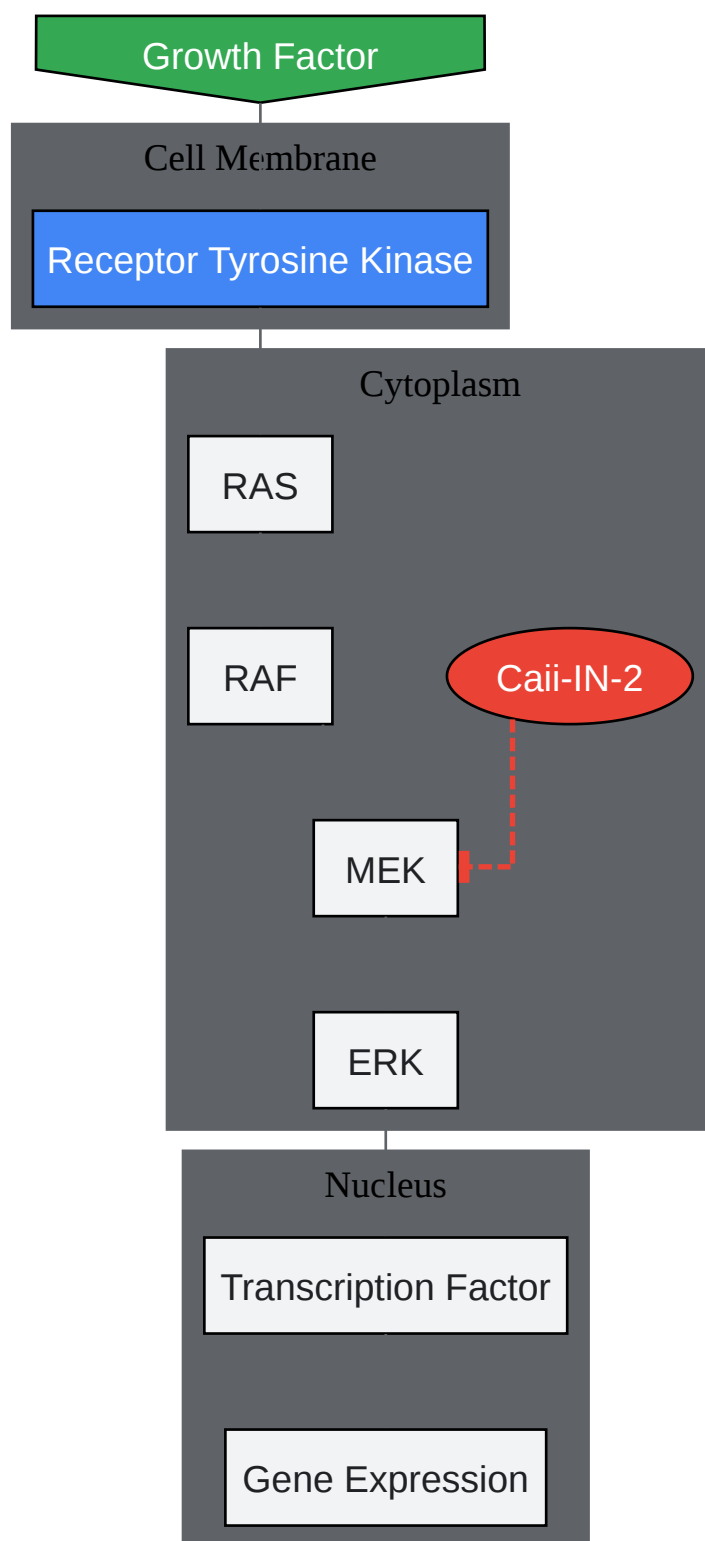 Growth Factor
Cell Membrane
Receptor Tyrosine Kinase
Cytoplasm
RAS
RAF
Caii-IN-2
MEK
ERK
Nucleus
Transcription Factor
Gene Expression